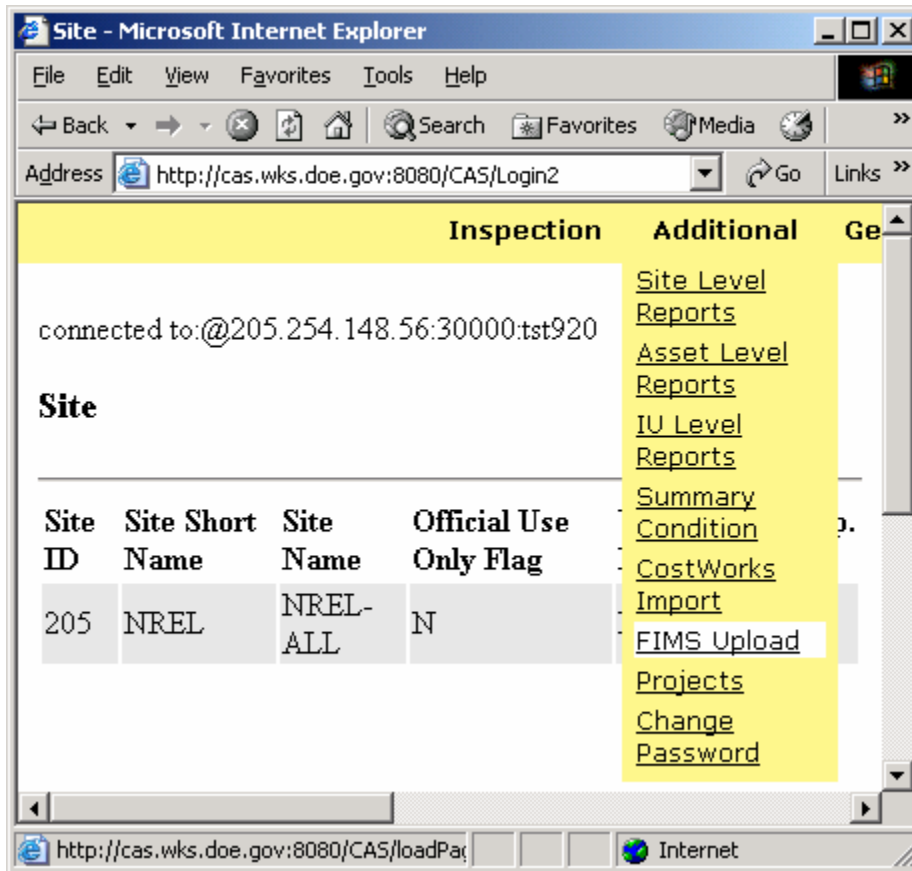 Site - Microsoft Internet Explorer
File Edit View Favorites Tools Help
Back Search Favorites Media »
Address http://cas.wks.doe.gov:8080/CAS/Login2 Go Links »
Inspection Additional Ge
connected to:@205.254.148.56:30000:tst920
Site
Site Level
Reports
Asset Level
Reports
IU Level
Reports
Summary
Condition
CostWorks
Import
FIMS Upload
Projects
Change
Password
Site Site Short Site Official Use
ID Name Name Only Flag
p.
205 NREL NREL-
ALL N
http://cas.wks.doe.gov:8080/CAS/loadPag Internet